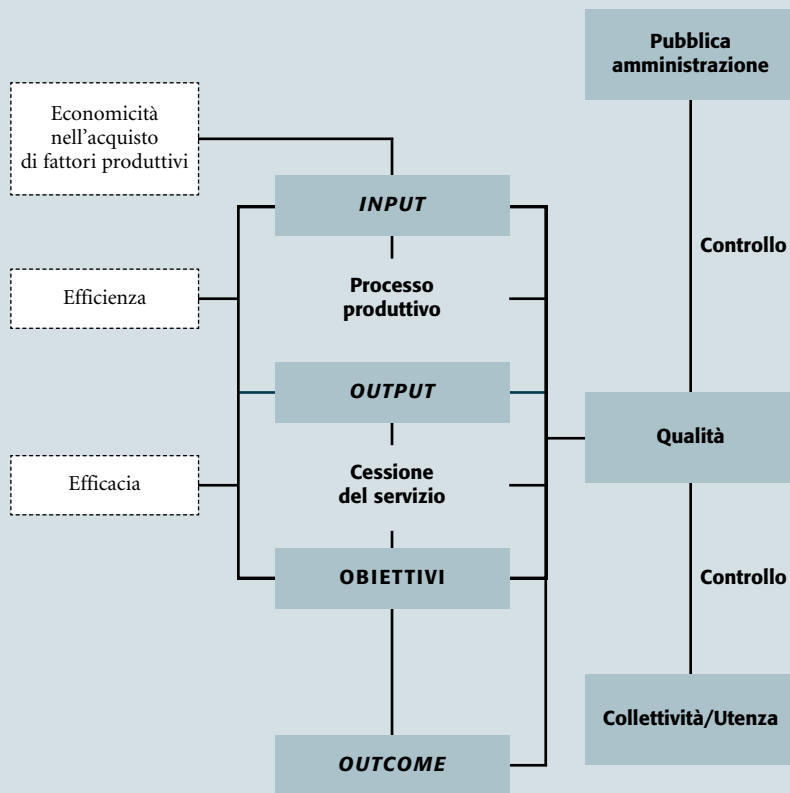 Pubblica
amministrazione
Economicità
nell'acquisto
di fattori produttivi
INPUT
Controllo
Processo
produttivo
Efficienza
OUTPUT
Qualità
Cessione
del servizio
Efficacia
OBIETTIVI
Controllo
Collettività/Utenza
OUTCOME